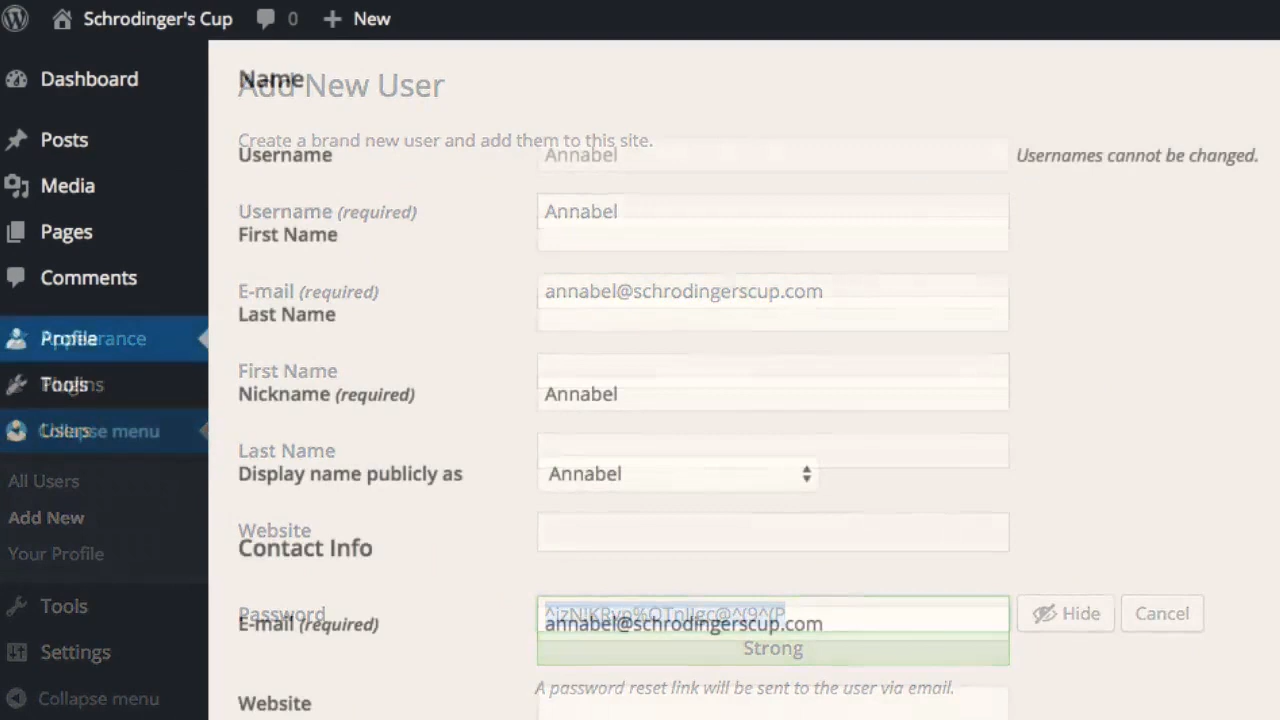 Schrodinger's Cup 0 New
Dashboard
Posts
Media
Pages
Comments
Profile
Appearance
Tools
Plugins
Users
Collapse menu
All Users
Add New
Your Profile
Tools
Settings
Collapse menu
Name
Add New User
Create a brand new user and add them to this site.
Username Annabel Usernames cannot be changed.
Username (required) Annabel
First Name
E-mail (required) annabel@schrodingerscup.com
Last Name
First Name
Nickname (required) Annabel
Last Name
Display name publicly as Annabel
Website
Contact Info
Password Hide Cancel
E-mail (required) annabel@schrodingerscup.com
Strong
A password reset link will be sent to the user via email.
Website